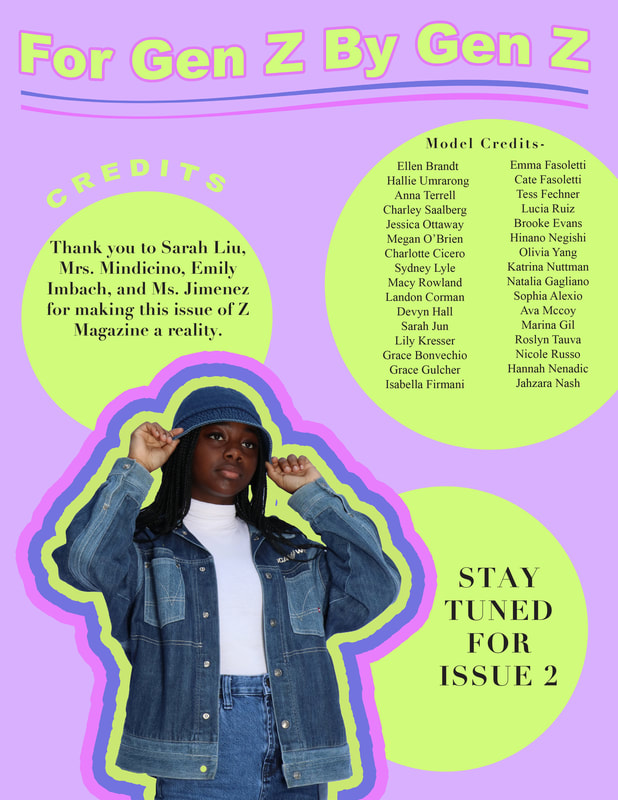 For Gen Z By Gen Z
CREDITS
Thank you to Sarah Liu,
Mrs. Mindicino, Emily
Imbach, and Ms. Jimenez
for making this issue of Z
Magazine a reality.
Model Credits-
Ellen Brandt
Hallie Umrarong
Anna Terrell
Charley Saalberg
Jessica Ottaway
Megan O’Brien
Charlotte Cicero
Sydney Lyle
Macy Rowland
Landon Corman
Devyn Hall
Sarah Jun
Lily Kresser
Grace Bonvechio
Grace Gulcher
Isabella Firmani
Emma Fasoletti
Cate Fasoletti
Tess Fechner
Lucia Ruiz
Brooke Evans
Hinano Negishi
Olivia Yang
Katrina Nuttman
Natalia Gagliano
Sophia Alexio
Ava Mccoy
Marina Gil
Roslyn Tauva
Nicole Russo
Hannah Nenadic
Jahzara Nash
STAY
TUNED
FOR
ISSUE 2